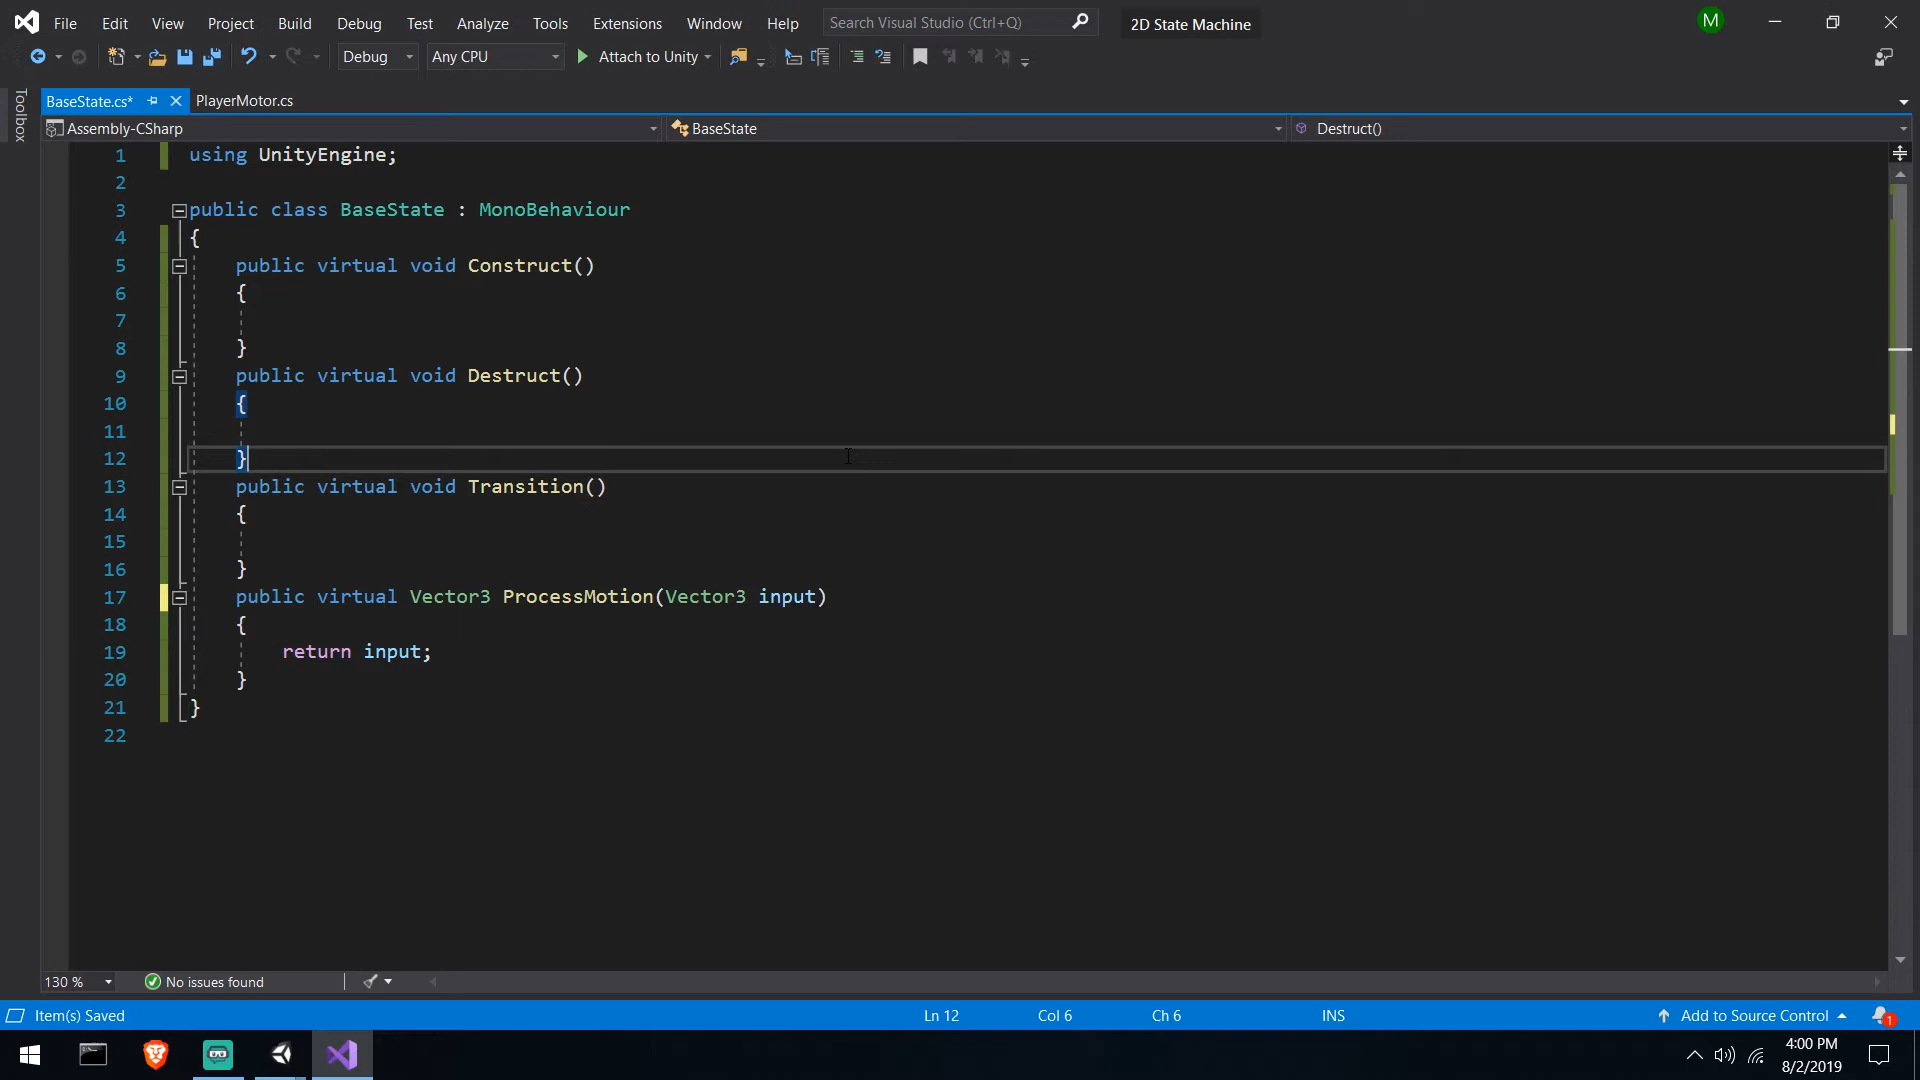 File Edit View Project Build Debug Test Analyze Tools Extensions Window Help Search Visual Studio (Ctrl+Q) 2D State Machine M
Debug Any CPU Attach to Unity
Toolbox
BaseState.cs* PlayerMotor.cs
Assembly-CSharp BaseState Destruct()
1 using UnityEngine;
2
3 public class BaseState : MonoBehaviour
4 {
5 public virtual void Construct()
6 {
7
8 }
9 public virtual void Destruct()
10 {
11
12 }
13 public virtual void Transition()
14 {
15
16 }
17 public virtual Vector3 ProcessMotion(Vector3 input)
18 {
19 return input;
20 }
21 }
22
130 % No issues found
Item(s) Saved Ln 12 Col 6 Ch 6 INS Add to Source Control 1
4:00 PM
8/2/2019